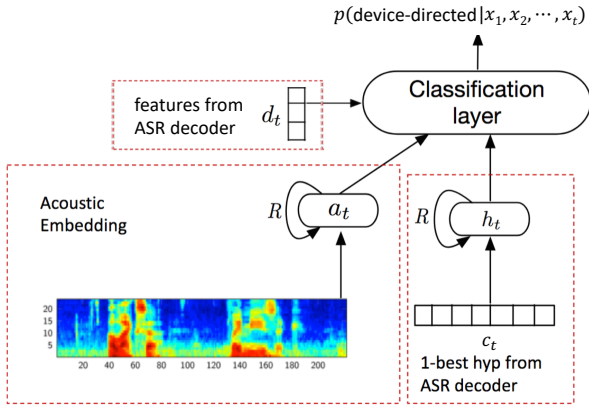 p(device-directed|x₁, x₂, ⋯, xₜ)
Classification
layer
features from
ASR decoder
dₜ
Acoustic
Embedding
R
aₜ
R
hₜ
20
15
10
5
20 40 60 80 100 120 140 160 180 200
cₜ
1-best hyp from
ASR decoder